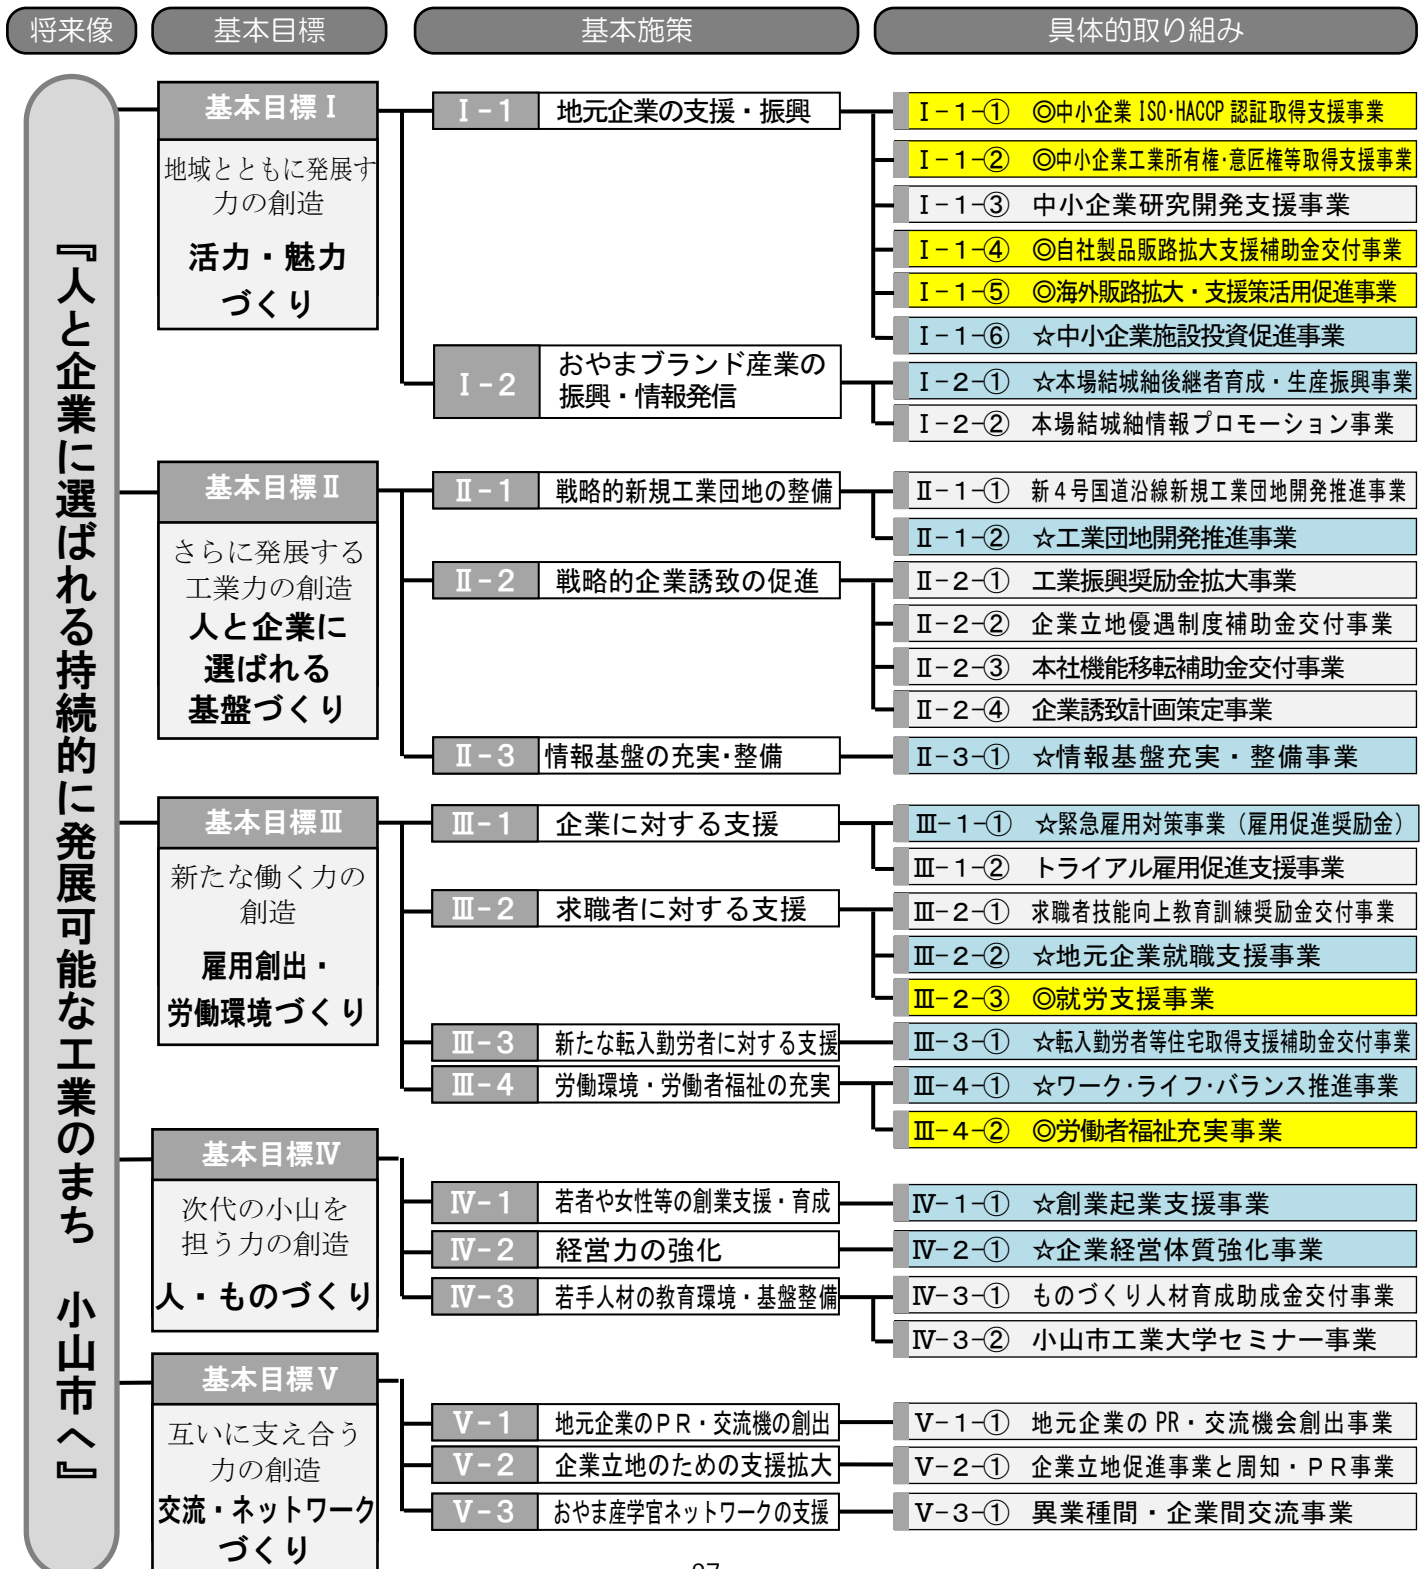 将来像
基本目標
基本施策
具体的取り組み
『人と企業に選ばれる持続的に発展可能な工業のまち　小山市へ』
基本目標Ⅰ
地域とともに発展す
力の創造
活力・魅力
づくり
Ⅰ-1 地元企業の支援・振興
Ⅰ-1-① ◎中小企業 ISO・HACCP 認証取得支援事業
Ⅰ-1-② ◎中小企業工業所有権・意匠権等取得支援事業
Ⅰ-1-③ 中小企業研究開発支援事業
Ⅰ-1-④ ◎自社製品販路拡大支援補助金交付事業
Ⅰ-1-⑤ ◎海外販路拡大・支援策活用促進事業
Ⅰ-1-⑥ ☆中小企業施設投資促進事業
Ⅰ-2 おやまブランド産業の
振興・情報発信
Ⅰ-2-① ☆本場結城紬後継者育成・生産振興事業
Ⅰ-2-② 本場結城紬情報プロモーション事業
基本目標Ⅱ
さらに発展する
工業力の創造
人と企業に
選ばれる
基盤づくり
Ⅱ-1 戦略的新規工業団地の整備
Ⅱ-1-① 新４号国道沿線新規工業団地開発推進事業
Ⅱ-1-② ☆工業団地開発推進事業
Ⅱ-2 戦略的企業誘致の促進
Ⅱ-2-① 工業振興奨励金拡大事業
Ⅱ-2-② 企業立地優遇制度補助金交付事業
Ⅱ-2-③ 本社機能移転補助金交付事業
Ⅱ-2-④ 企業誘致計画策定事業
Ⅱ-3 情報基盤の充実・整備
Ⅱ-3-① ☆情報基盤充実・整備事業
基本目標Ⅲ
新たな働く力の
創造
雇用創出・
労働環境づくり
Ⅲ-1 企業に対する支援
Ⅲ-1-① ☆緊急雇用対策事業（雇用促進奨励金）
Ⅲ-1-② トライアル雇用促進支援事業
Ⅲ-2 求職者に対する支援
Ⅲ-2-① 求職者技能向上教育訓練奨励金交付事業
Ⅲ-2-② ☆地元企業就職支援事業
Ⅲ-2-③ ◎就労支援事業
Ⅲ-3 新たな転入勤労者に対する支援
Ⅲ-3-① ☆転入勤労者等住宅取得支援補助金交付事業
Ⅲ-4 労働環境・労働者福祉の充実
Ⅲ-4-① ☆ワーク・ライフ・バランス推進事業
Ⅲ-4-② ◎労働者福祉充実事業
基本目標Ⅳ
次代の小山を
担う力の創造
人・ものづくり
Ⅳ-1 若者や女性等の創業支援・育成
Ⅳ-1-① ☆創業起業支援事業
Ⅳ-2 経営力の強化
Ⅳ-2-① ☆企業経営体質強化事業
Ⅳ-3 若手人材の教育環境・基盤整備
Ⅳ-3-① ものづくり人材育成助成金交付事業
Ⅳ-3-② 小山市工業大学セミナー事業
基本目標Ⅴ
互いに支え合う
力の創造
交流・ネットワーク
づくり
Ⅴ-1 地元企業のＰＲ・交流機の創出
Ⅴ-1-① 地元企業の PR・交流機会創出事業
Ⅴ-2 企業立地のための支援拡大
Ⅴ-2-① 企業立地促進事業と周知・ＰＲ事業
Ⅴ-3 おやま産学官ネットワークの支援
Ⅴ-3-① 異業種間・企業間交流事業